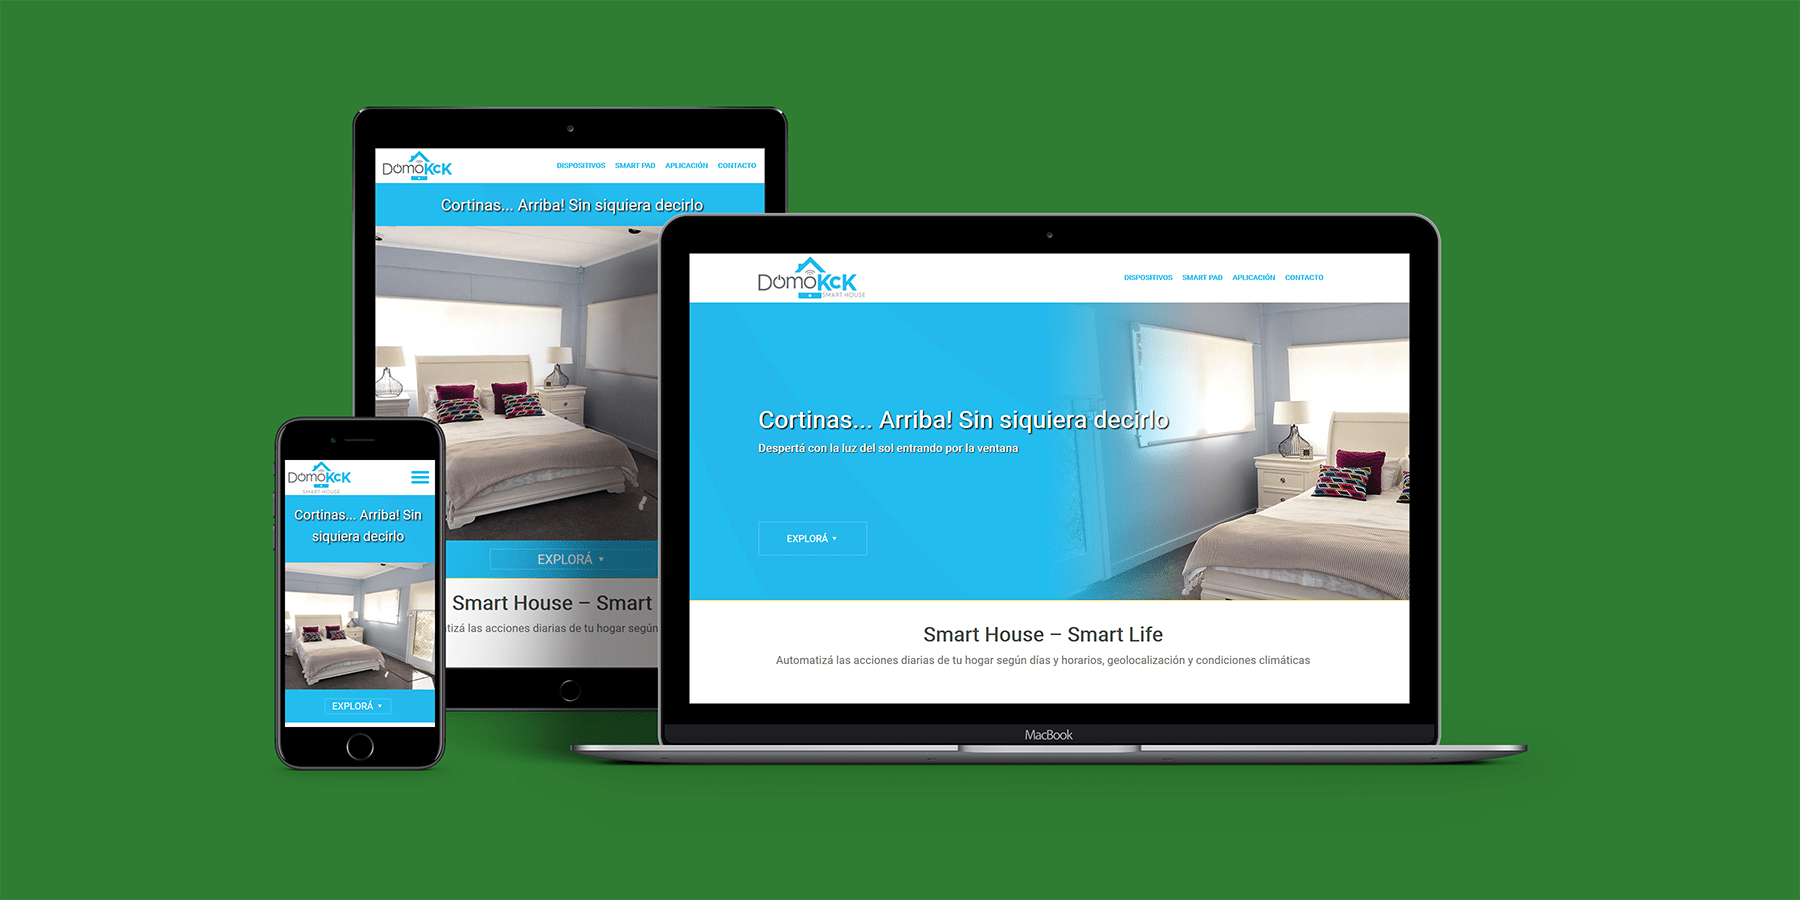 DomoKcK
DISPOSITIVOS SMART PAD APLICACIÓN CONTACTO
Cortinas... Arriba! Sin siquiera decirlo
EXPLORÁ ▾
Smart House – Smart
tizá las acciones diarias de tu hogar según
DomoKcK
SMART HOUSE
Cortinas... Arriba! Sin
siquiera decirlo
EXPLORÁ ▾
DomoKcK
SMART HOUSE
DISPOSITIVOS SMART PAD APLICACIÓN CONTACTO
Cortinas... Arriba! Sin siquiera decirlo
Despertá con la luz del sol entrando por la ventana
EXPLORÁ ▾
Smart House – Smart Life
Automatizá las acciones diarias de tu hogar según días y horarios, geolocalización y condiciones climáticas
MacBook